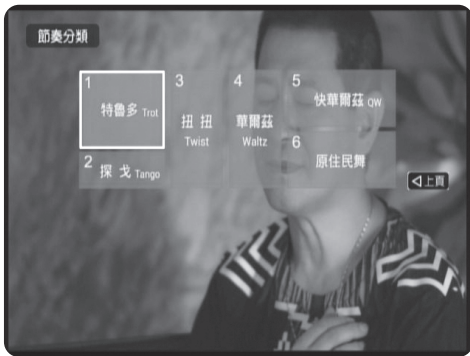 節奏分類
1
特魯多 Trot
2
探 戈 Tango
3
扭 扭
Twist
4
華爾茲
Waltz
5
快華爾茲 QW
6
原住民舞
◁上頁